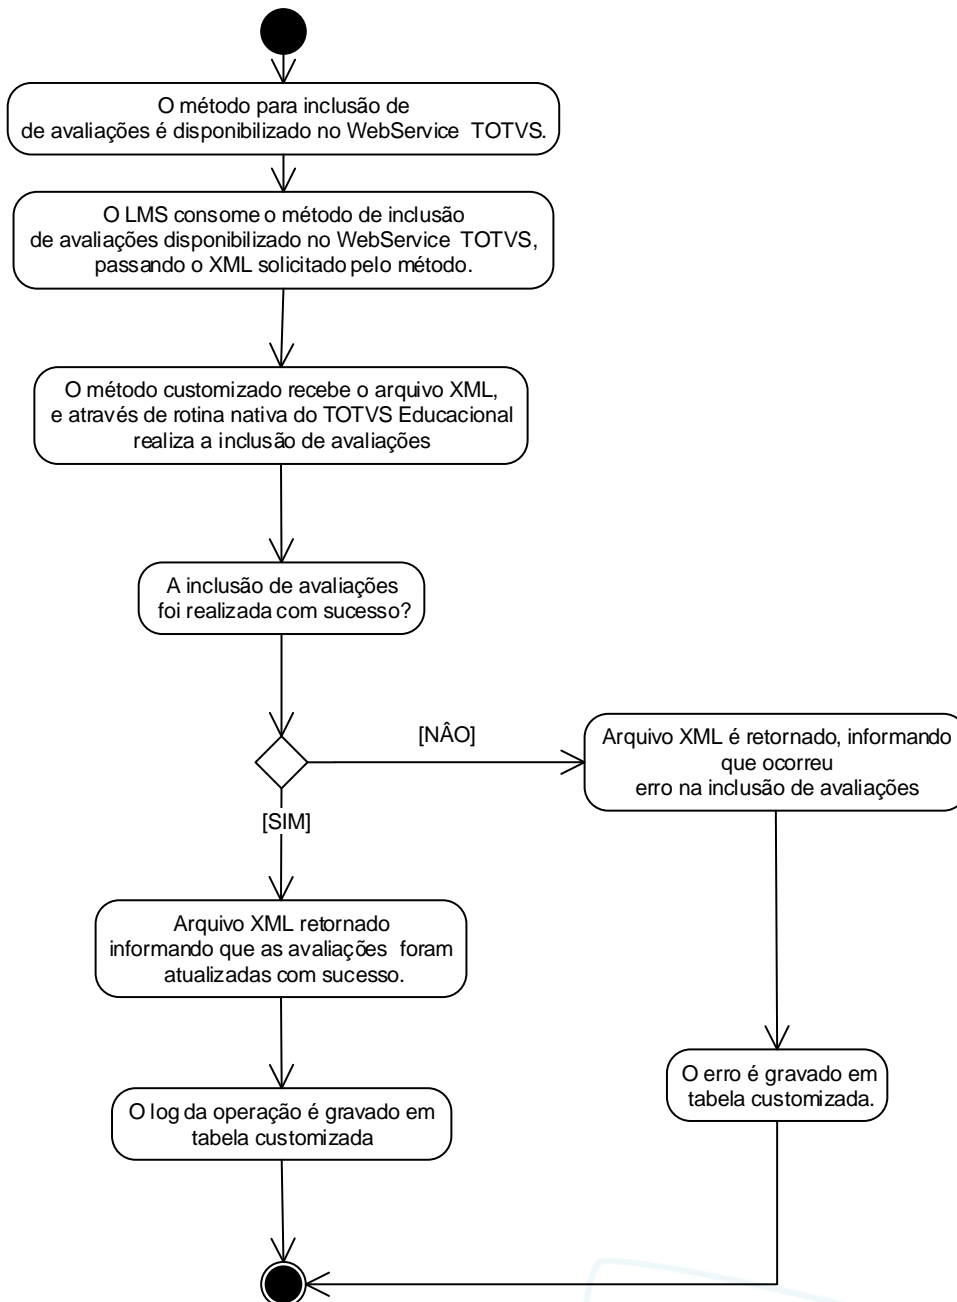 O método para inclusão de
de avaliações é disponibilizado no WebService TOTVS.
O LMS consome o método de inclusão
de avaliações disponibilizado no WebService TOTVS,
passando o XML solicitado pelo método.
O método customizado recebe o arquivo XML,
e através de rotina nativa do TOTVS Educacional
realiza a inclusão de avaliações
A inclusão de avaliações
foi realizada com sucesso?
[NÂO]
Arquivo XML é retornado, informando
que ocorreu
erro na inclusão de avaliações
[SIM]
Arquivo XML retornado
informando que as avaliações foram
atualizadas com sucesso.
O erro é gravado em
tabela customizada.
O log da operação é gravado em
tabela customizada